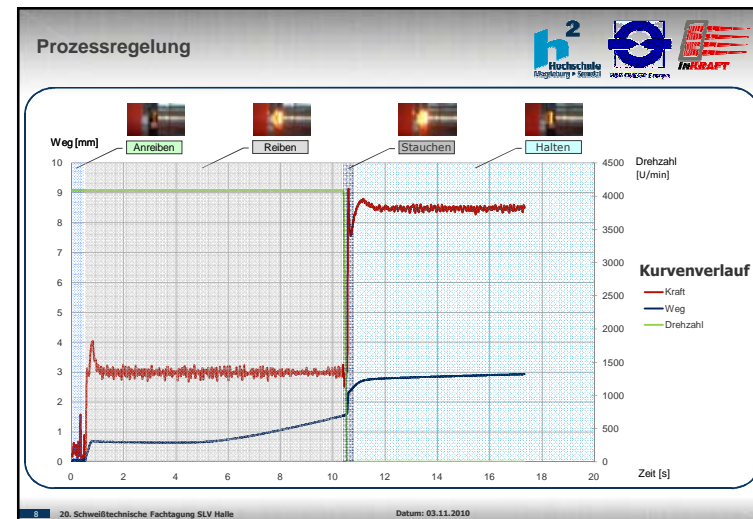 Prozessregelung
h2
Hochschule
Magdeburg • Stendal
INKRAFT
Weg [mm]
Anreiben
Reiben
Stauchen
Halten
Drehzahl
[U/min]
10
9
8
7
6
5
4
3
2
1
0
4500
4000
3500
3000
2500
2000
1500
1000
500
0
0 2 4 6 8 10 12 14 16 18 20
Zeit [s]
Kurvenverlauf
Kraft
Weg
Drehzahl
8 20. Schweißtechnische Fachtagung SLV Halle Datum: 03.11.2010